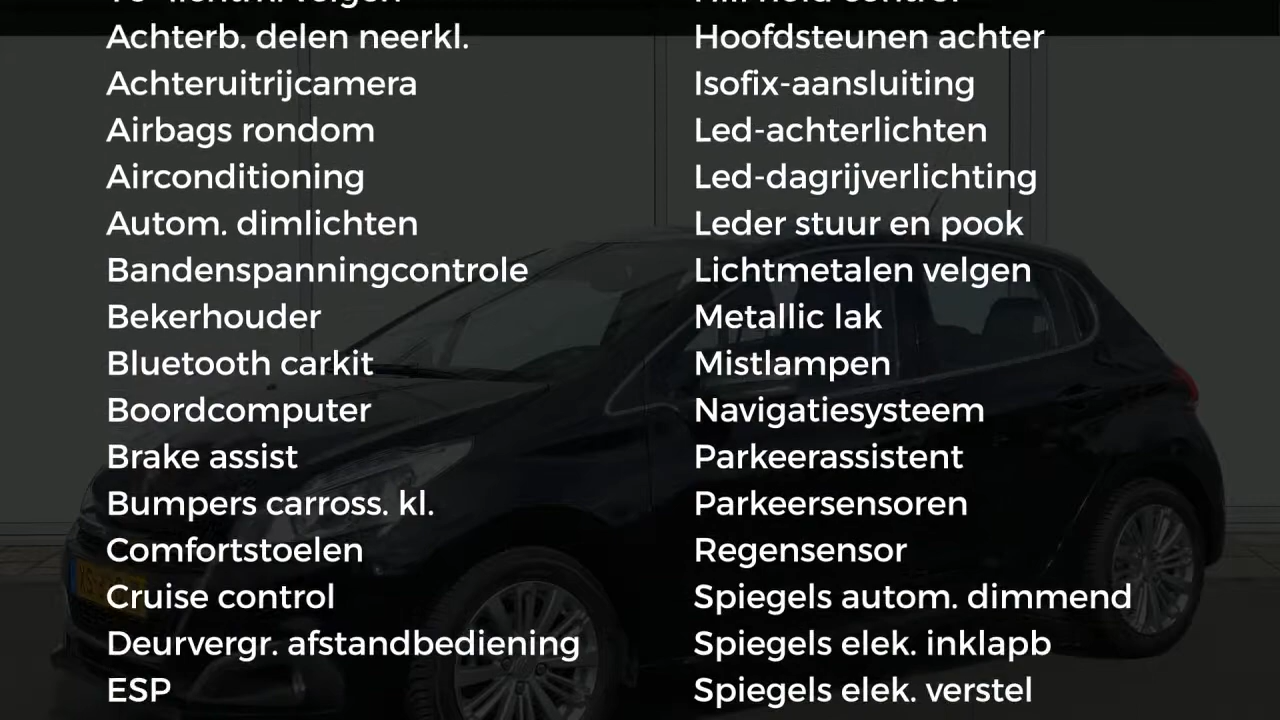 Achterb. delen neerkl.
Achteruitrijcamera
Airbags rondom
Airconditioning
Autom. dimlichten
Bandenspanningcontrole
Bekerhouder
Bluetooth carkit
Boordcomputer
Brake assist
Bumpers carross. kl.
Comfortstoelen
Cruise control
Deurvergr. afstandbediening
ESP
Hoofdsteunen achter
Isofix-aansluiting
Led-achterlichten
Led-dagrijverlichting
Leder stuur en pook
Lichtmetalen velgen
Metallic lak
Mistlampen
Navigatiesysteem
Parkeerassistent
Parkeersensoren
Regensensor
Spiegels autom. dimmend
Spiegels elek. inklapb
Spiegels elek. verstel